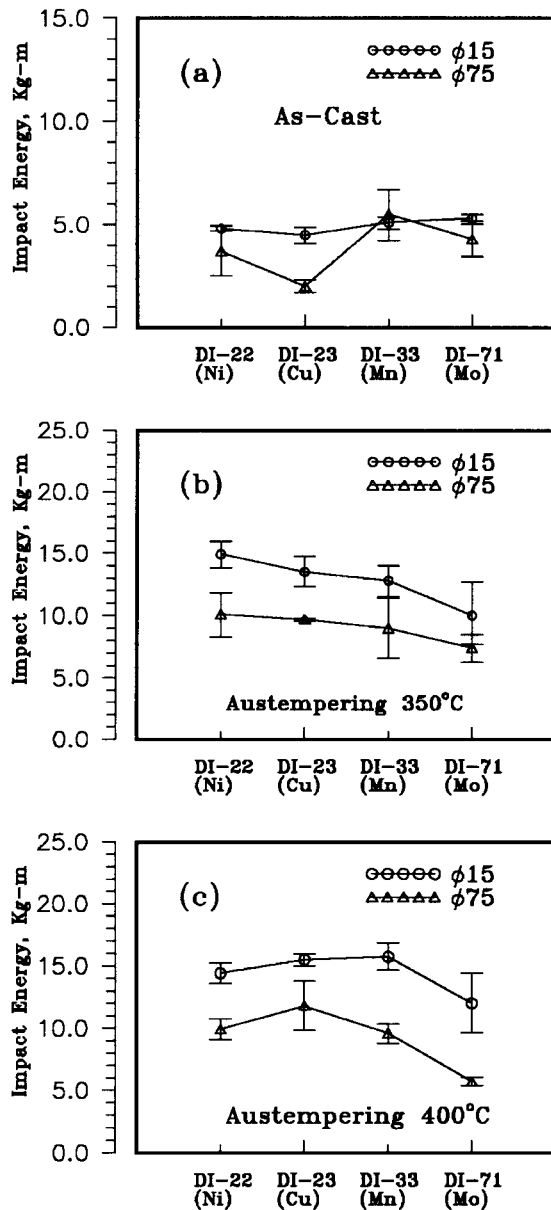 15.0
(a)
φ15
φ75
As-Cast
10.0
5.0
0.0
Impact Energy, Kg-m
DI-22 DI-23 DI-33 DI-71
(Ni) (Cu) (Mn) (Mo)
25.0
(b)
φ15
φ75
20.0
15.0
10.0
5.0
0.0
Impact Energy, Kg-m
Austempering 350°C
DI-22 DI-23 DI-33 DI-71
(Ni) (Cu) (Mn) (Mo)
25.0
(c)
φ15
φ75
20.0
15.0
10.0
5.0
0.0
Impact Energy, Kg-m
Austempering 400°C
DI-22 DI-23 DI-33 DI-71
(Ni) (Cu) (Mn) (Mo)